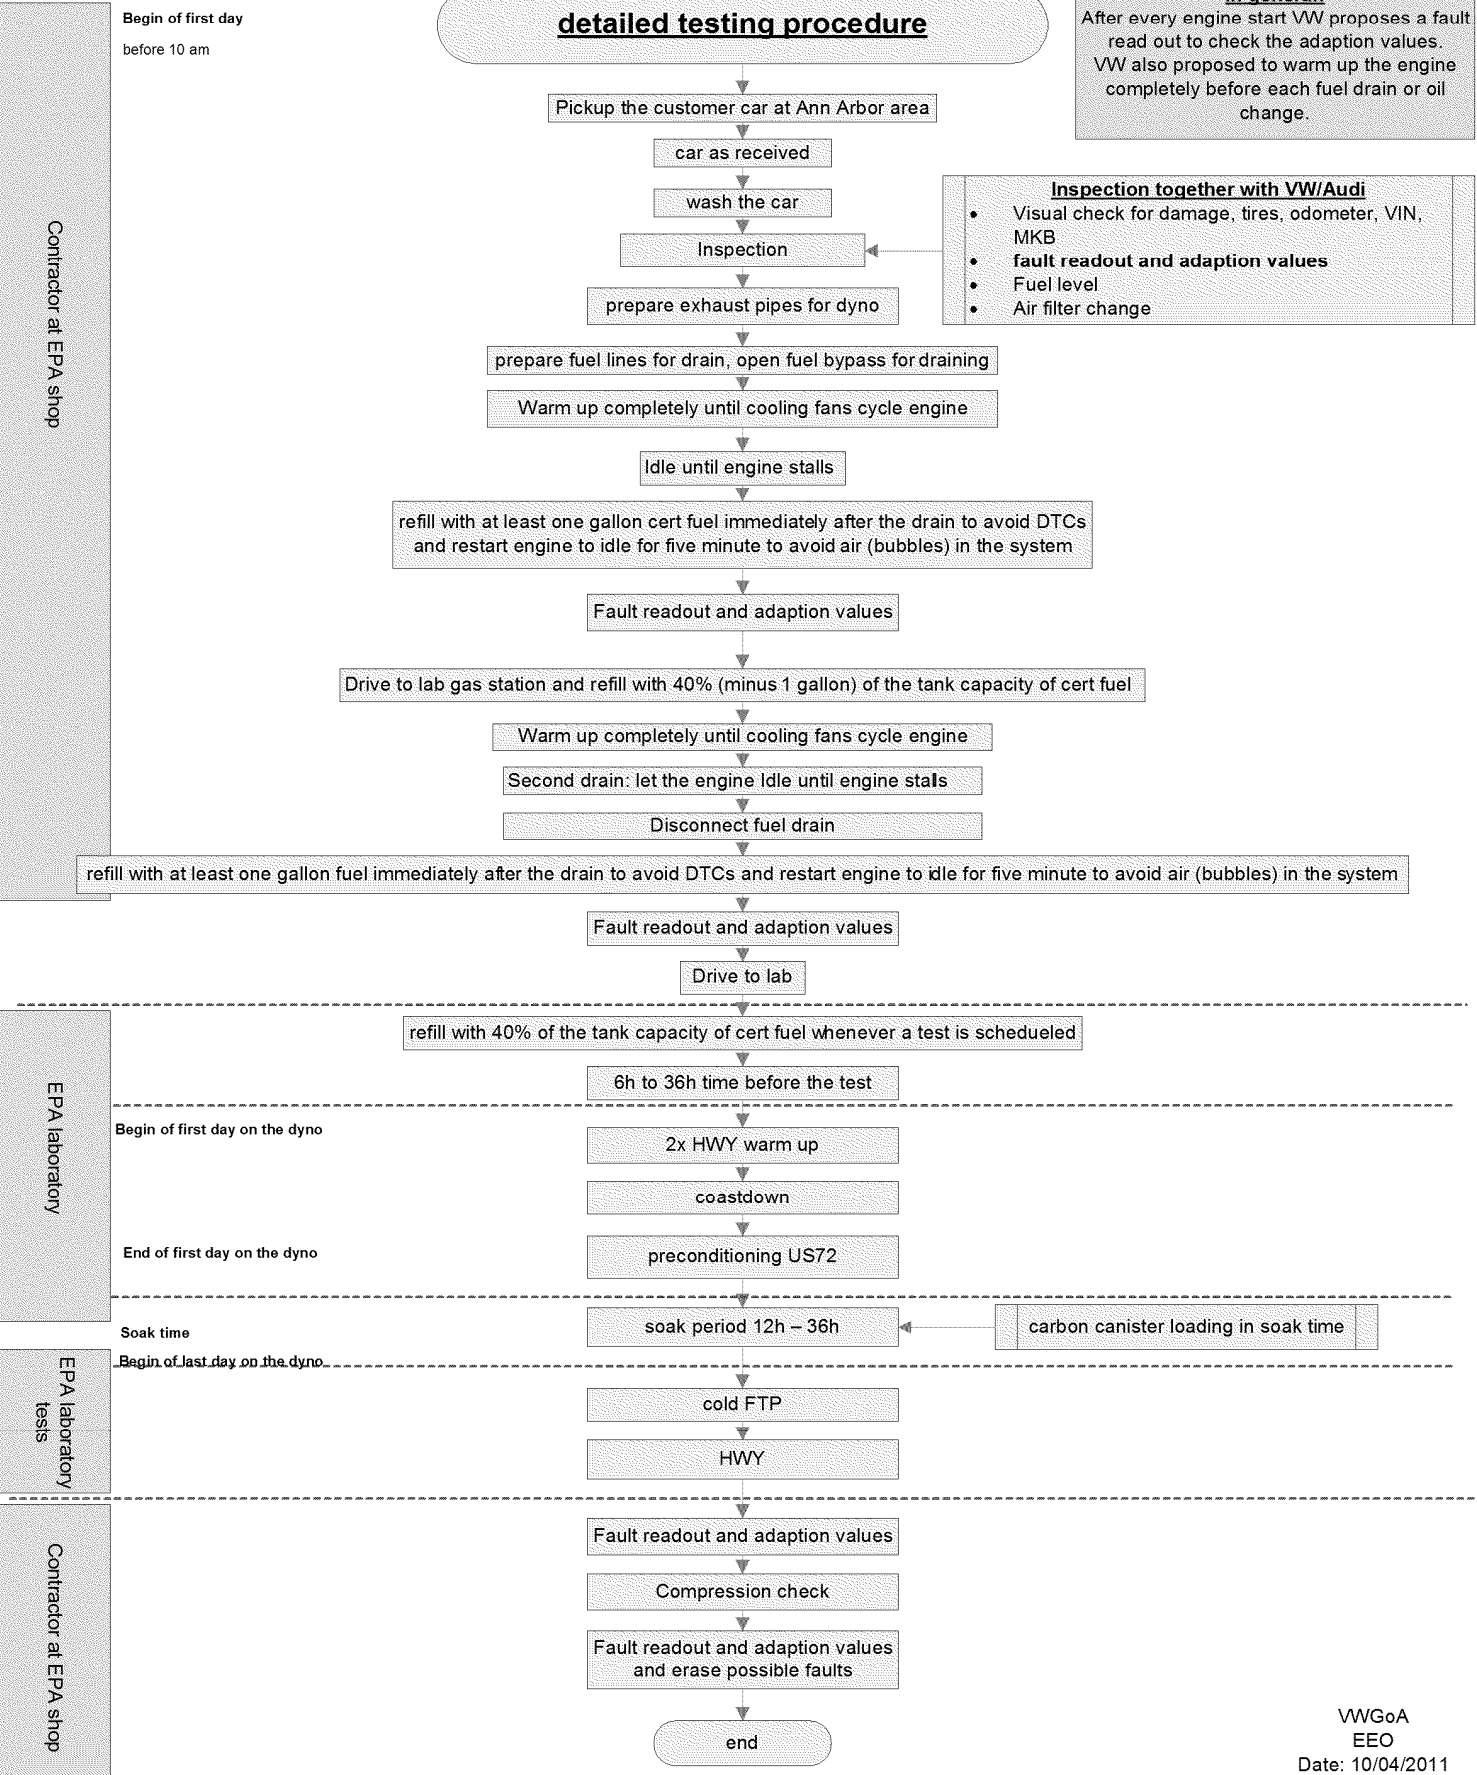 Begin of first day
before 10 am
detailed testing procedure
in general:
After every engine start VW proposes a fault
read out to check the adaption values.
VW also proposed to warm up the engine
completely before each fuel drain or oil
change.
Pickup the customer car at Ann Arbor area
car as received
wash the car
Inspection
Inspection together with VW/Audi
• Visual check for damage, tires, odometer, VIN,
MKB
• fault readout and adaption values
• Fuel level
• Air filter change
Contractor at EPA shop
prepare exhaust pipes for dyno
prepare fuel lines for drain, open fuel bypass for draining
Warm up completely until cooling fans cycle engine
Idle until engine stalls
refill with at least one gallon cert fuel immediately after the drain to avoid DTCs
and restart engine to idle for five minute to avoid air (bubbles) in the system
Fault readout and adaption values
Drive to lab gas station and refill with 40% (minus 1 gallon) of the tank capacity of cert fuel
Warm up completely until cooling fans cycle engine
Second drain: let the engine Idle until engine stalls
Disconnect fuel drain
refill with at least one gallon fuel immediately after the drain to avoid DTCs and restart engine to idle for five minute to avoid air (bubbles) in the system
Fault readout and adaption values
Drive to lab
refill with 40% of the tank capacity of cert fuel whenever a test is schedueled
6h to 36h time before the test
EPA laboratory
Begin of first day on the dyno
2x HWY warm up
coastdown
End of first day on the dyno
preconditioning US72
Soak time
soak period 12h – 36h
carbon canister loading in soak time
Begin of last day on the dyno
EPA laboratory
tests
cold FTP
HWY
Contractor at EPA shop
Fault readout and adaption values
Compression check
Fault readout and adaption values
and erase possible faults
end
VWGoA
EEO
Date: 10/04/2011